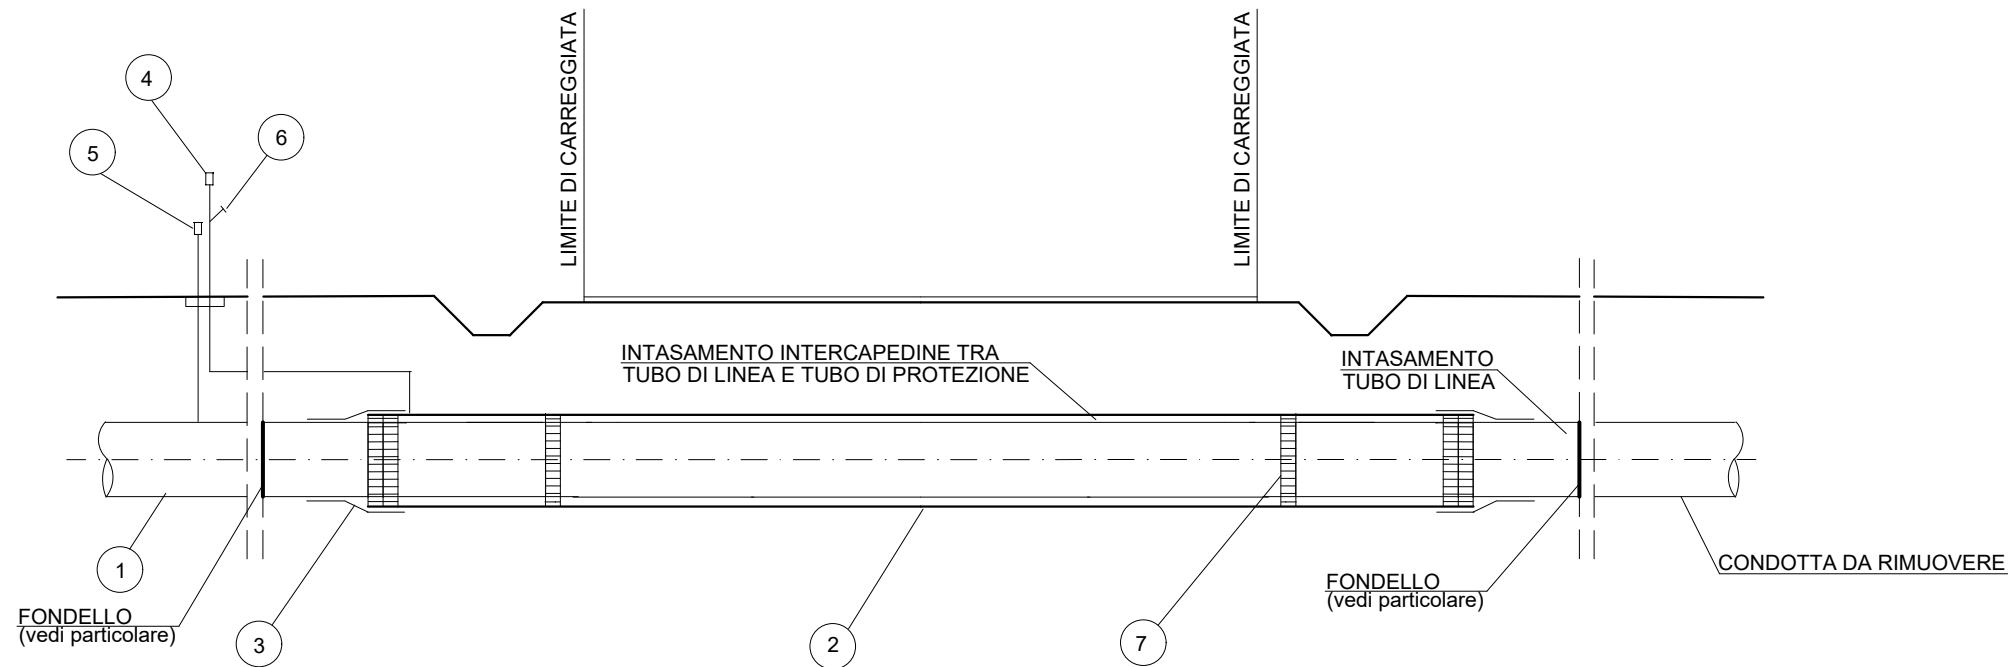 LIMITE DI CARREGGIATA
LIMITE DI CARREGGIATA
4
5
6
INTASAMENTO INTERCAPEDINE TRA
TUBO DI LINEA E TUBO DI PROTEZIONE
INTASAMENTO
TUBO DI LINEA
1
FONDELLO
(vedi particolare)
3
2
7
FONDELLO
(vedi particolare)
CONDOTTA DA RIMUOVERE